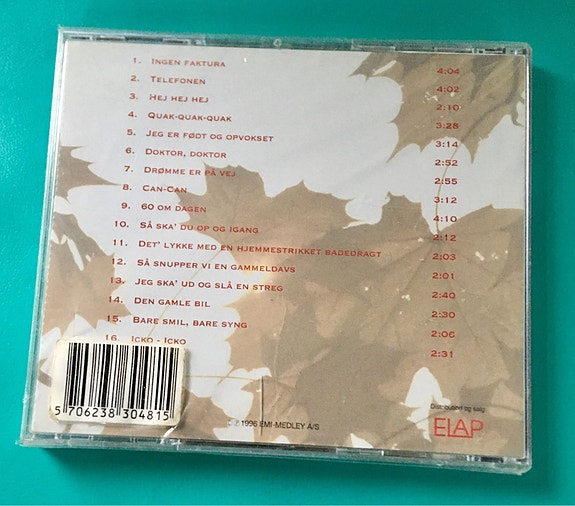 1. INGEN FAKTURA 4:04
2. TELEFONEN 4:02
3. HEJ HEJ HEJ 2:10
4. QUAK-QUAK-QUAK 3:28
5. JEG ER FØDT OG OPVOKSET 3:14
6. DOKTOR, DOKTOR 2:52
7. DRØMME ER PÅ VEJ 2:55
8. CAN-CAN 3:12
9. 60 OM DAGEN 4:10
10. SÅ SKA' DU OP OG IGANG 2:12
11. DET' LYKKE MED EN HJEMMESTRIKKET BADEDRAGT 2:03
12. SÅ SNUPPER VI EN GAMMELDAVS 2:01
13. JEG SKA' UD OG SLÅ EN STREG 2:40
14. DEN GAMLE BIL 2:30
15. BARE SMIL, BARE SYNG 2:06
16. ICKO - ICKO 2:31
5 706238 304815
1996 EMI-MEDLEY A/S
Distribution og salg:
ELAP